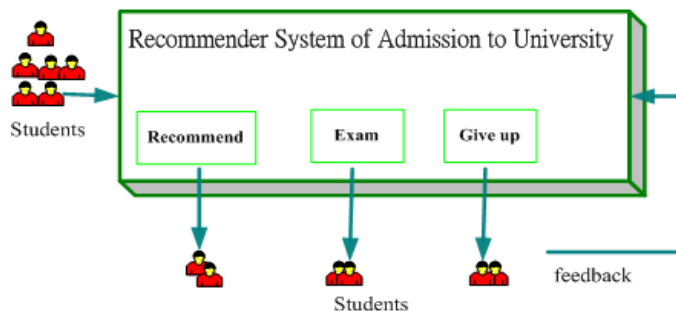 Recommender System of Admission to University
Students
Recommend
Exam
Give up
feedback
Students